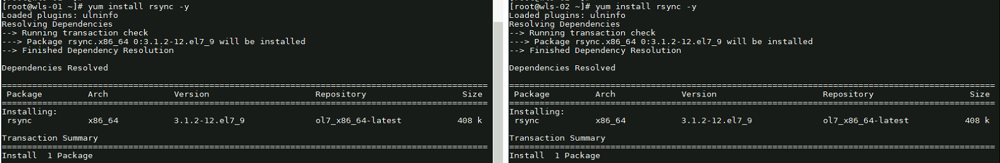 [root@wls-01 ~]# yum install rsync -y
Loaded plugins: ulninfo
Resolving Dependencies
--> Running transaction check
---> Package rsync.x86_64 0:3.1.2-12.el7_9 will be installed
--> Finished Dependency Resolution
Dependencies Resolved
================================================================================================
Package Arch Version Repository Size
================================================================================================
Installing:
rsync x86_64 3.1.2-12.el7_9 ol7_x86_64-latest 408 k
Transaction Summary
================================================================================================
Install 1 Package
[root@wls-02 ~]# yum install rsync -y
Loaded plugins: ulninfo
Resolving Dependencies
--> Running transaction check
---> Package rsync.x86_64 0:3.1.2-12.el7_9 will be installed
--> Finished Dependency Resolution
Dependencies Resolved
================================================================================================
Package Arch Version Repository Size
================================================================================================
Installing:
rsync x86_64 3.1.2-12.el7_9 ol7_x86_64-latest 408 k
Transaction Summary
================================================================================================
Install 1 Package